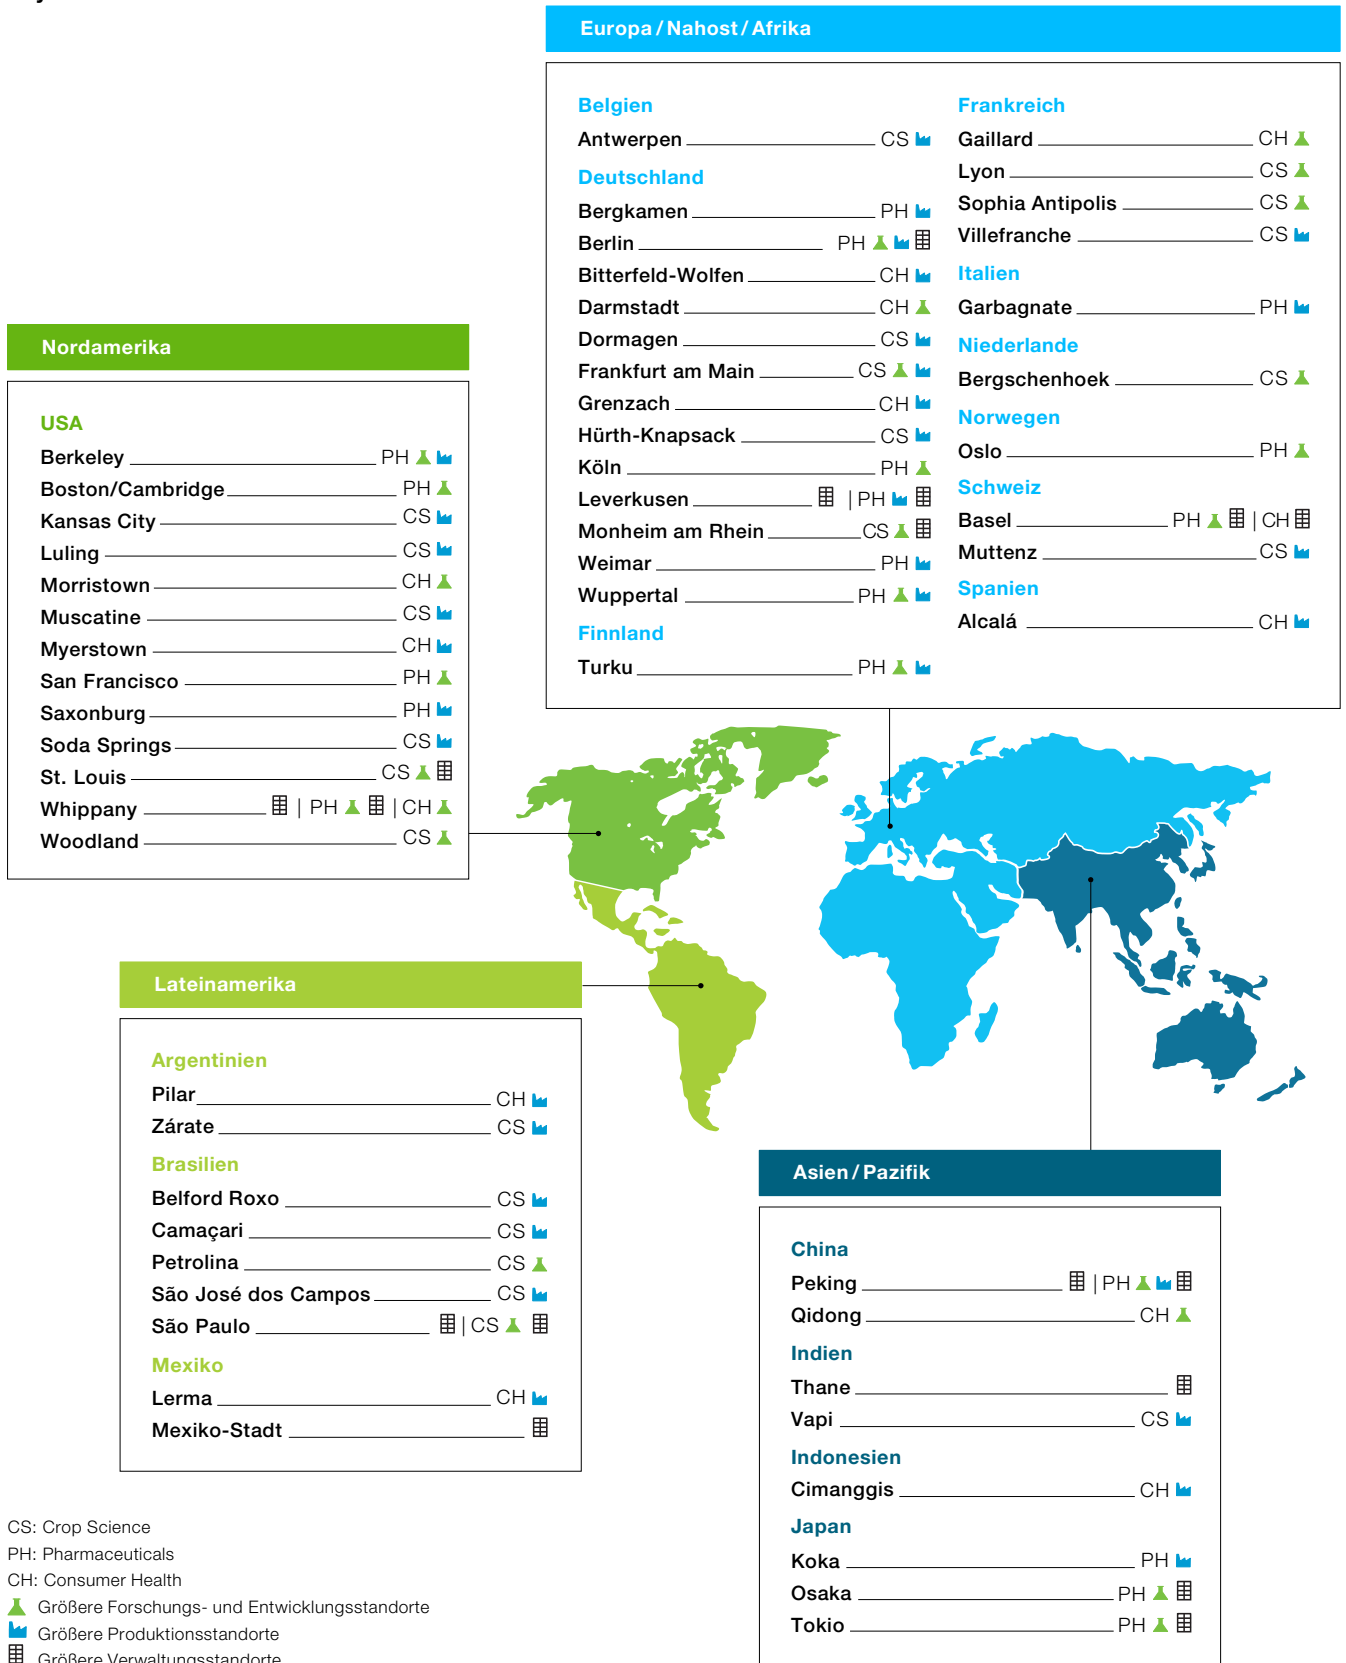 Europa / Nahost / Afrika
Belgien
Antwerpen CS
Deutschland
Bergkamen PH
Berlin PH
Bitterfeld-Wolfen CH
Darmstadt CH
Dormagen CS
Frankfurt am Main CS
Grenzach CH
Hürth-Knapsack CS
Köln PH
Leverkusen | PH
Monheim am Rhein CS
Weimar PH
Wuppertal PH
Finnland
Turku PH
Frankreich
Gaillard CH
Lyon CS
Sophia Antipolis CS
Villefranche CS
Italien
Garbagnate PH
Niederlande
Bergschenhoek CS
Norwegen
Oslo PH
Schweiz
Basel PH | CH
Muttenz CS
Spanien
Alcalá CH
Nordamerika
USA
Berkeley PH
Boston/Cambridge PH
Kansas City CS
Luling CS
Morristown CH
Muscatine CS
Myerstown CH
San Francisco PH
Saxonburg PH
Soda Springs CS
St. Louis CS
Whippany | PH | CH
Woodland CS
Lateinamerika
Argentinien
Pilar CH
Zárate CS
Brasilien
Belford Roxo CS
Camaçari CS
Petrolina CS
São José dos Campos CS
São Paulo | CS
Mexiko
Lerma CH
Mexiko-Stadt
Asien / Pazifik
China
Peking | PH
Qidong CH
Indien
Thane
Vapi CS
Indonesien
Cimanggis CH
Japan
Koka PH
Osaka PH
Tokio PH
CS: Crop Science
PH: Pharmaceuticals
CH: Consumer Health
Größere Forschungs- und Entwicklungsstandorte
Größere Produktionsstandorte
Größere Verwaltungsstandorte